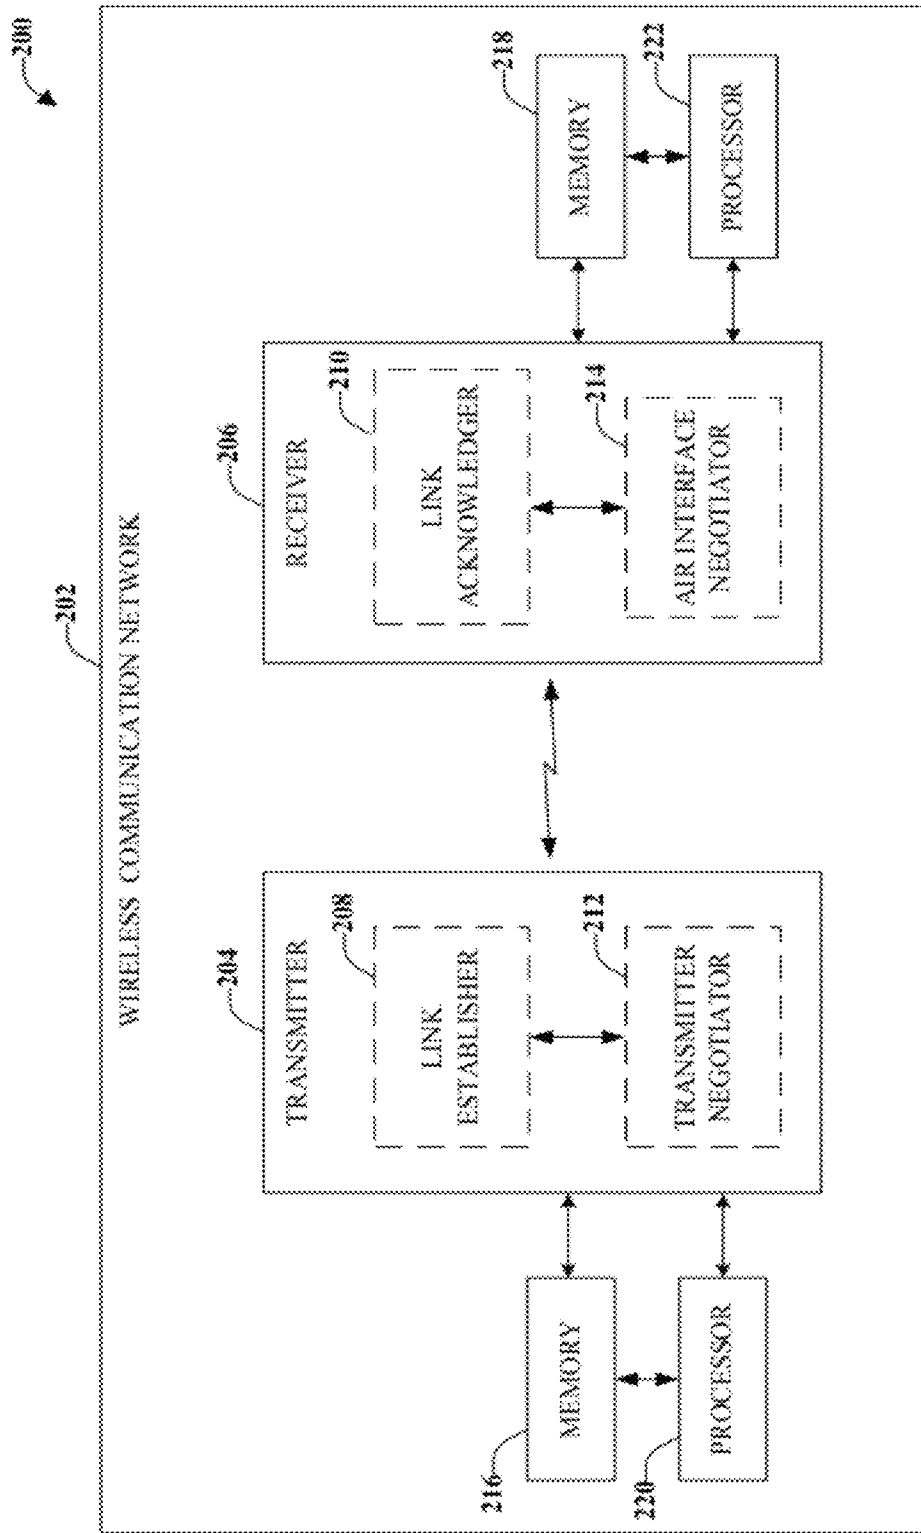 200
202
WIRELESS COMMUNICATION NETWORK
204
TRANSMITTER
208
LINK
ESTABLISHER
212
TRANSMITTER
NEGOTIATOR
206
RECEIVER
210
LINK
ACKNOWLEDGER
214
AIR INTERFACE
NEGOTIATOR
216
MEMORY
220
PROCESSOR
218
MEMORY
222
PROCESSOR